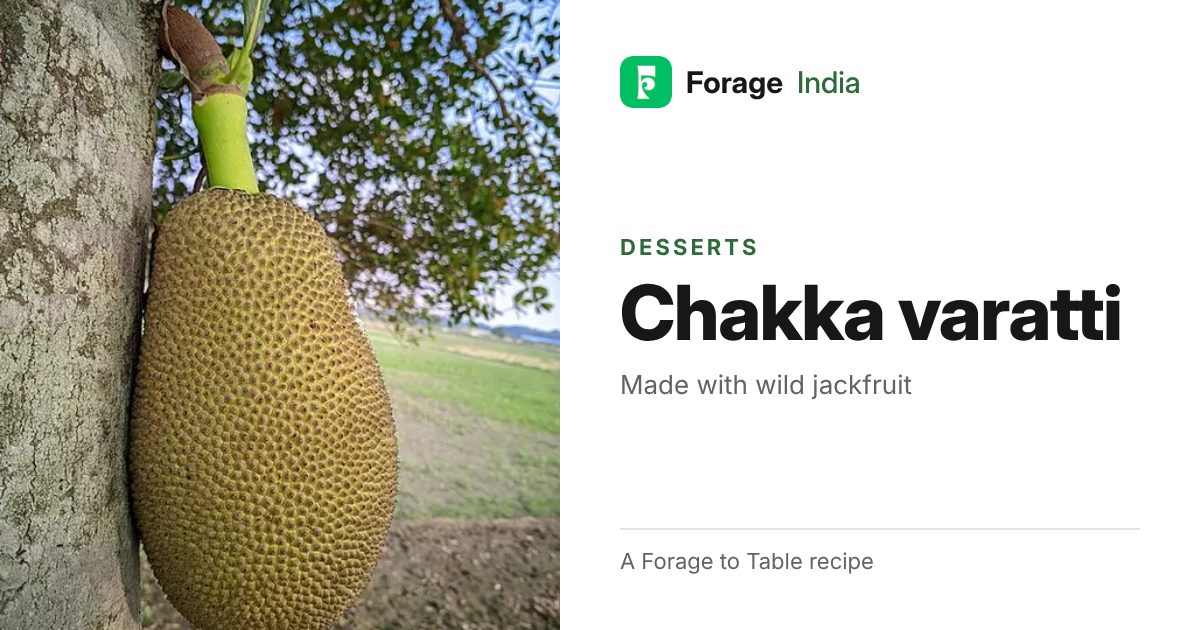 Forage India
DESSERTS
Chakka varatti
Made with wild jackfruit
A Forage to Table recipe